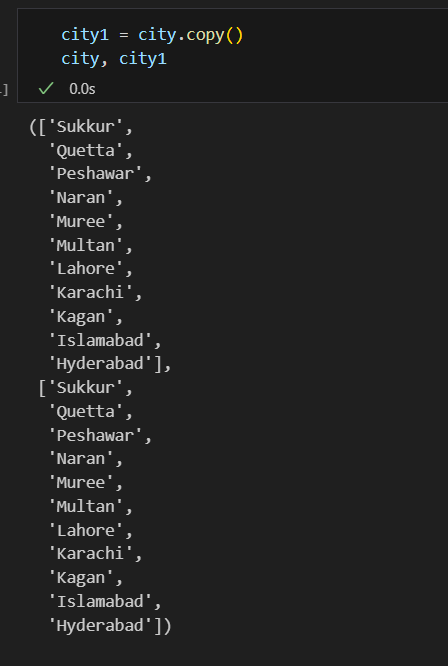 city1 = city.copy()
city, city1
]
✓ 0.0s
(['Sukkur',
'Quetta',
'Peshawar',
'Naran',
'Muree',
'Multan',
'Lahore',
'Karachi',
'Kagan',
'Islamabad',
'Hyderabad'],
['Sukkur',
'Quetta',
'Peshawar',
'Naran',
'Muree',
'Multan',
'Lahore',
'Karachi',
'Kagan',
'Islamabad',
'Hyderabad'])